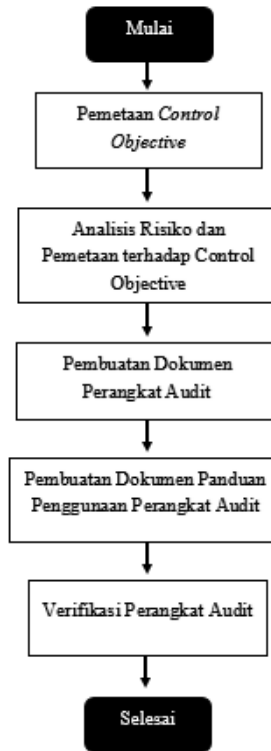 Mulai
Pemetaan Control
Objective
Analisis Risiko dan
Pemetaan terhadap Control
Objective
Pembuatan Dokumen
Perangkat Audit
Pembuatan Dokumen Panduan
Penggunaan Perangkat Audit
Verifikasi Perangkat Audit
Selesai